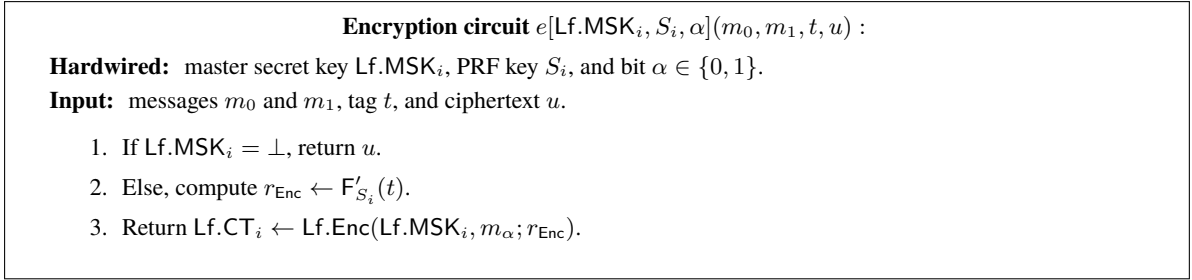 Encryption circuit e[Lf.MSK_i, S_i, α](m_0, m_1, t, u) :
Hardwired: master secret key Lf.MSK_i, PRF key S_i, and bit α ∈ {0, 1}.
Input: messages m_0 and m_1, tag t, and ciphertext u.
1. If Lf.MSK_i = ⊥, return u.
2. Else, compute r_Enc ← F′_{S_i}(t).
3. Return Lf.CT_i ← Lf.Enc(Lf.MSK_i, m_α; r_Enc).